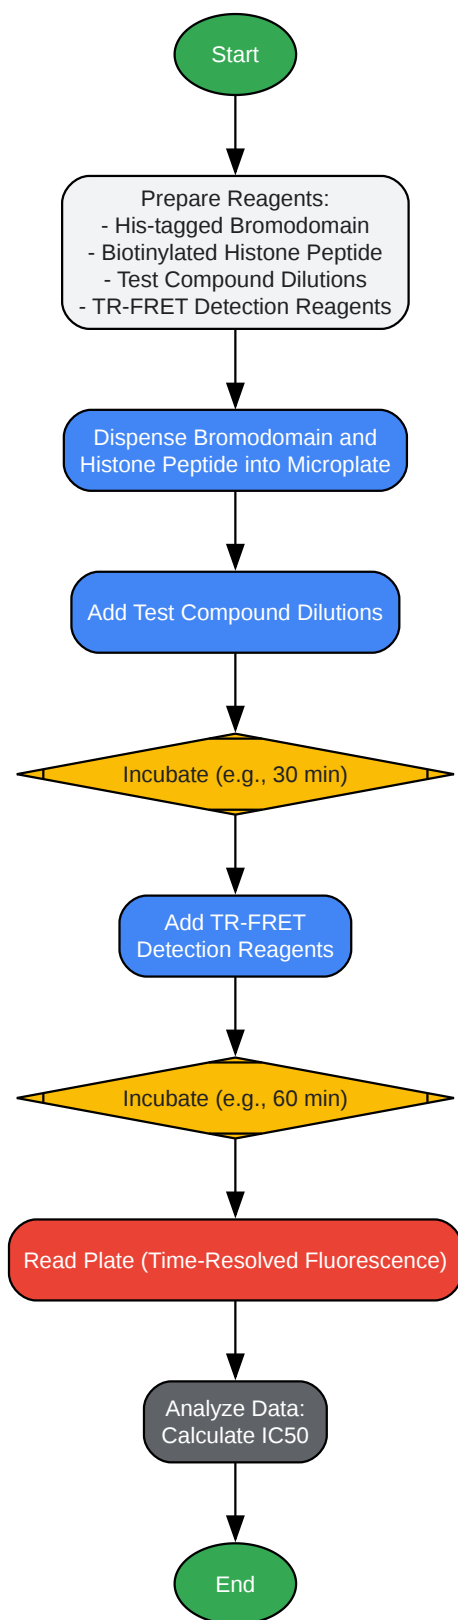 Start
Prepare Reagents:
- His-tagged Bromodomain
- Biotinylated Histone Peptide
- Test Compound Dilutions
- TR-FRET Detection Reagents
Dispense Bromodomain and
Histone Peptide into Microplate
Add Test Compound Dilutions
Incubate (e.g., 30 min)
Add TR-FRET
Detection Reagents
Incubate (e.g., 60 min)
Read Plate (Time-Resolved Fluorescence)
Analyze Data:
Calculate IC50
End